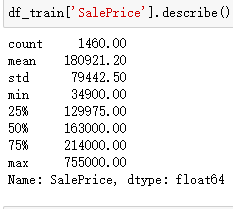 df_train['SalePrice'].describe()
count 1460.00
mean 180921.20
std 79442.50
min 34900.00
25% 129975.00
50% 163000.00
75% 214000.00
max 755000.00
Name: SalePrice, dtype: float64